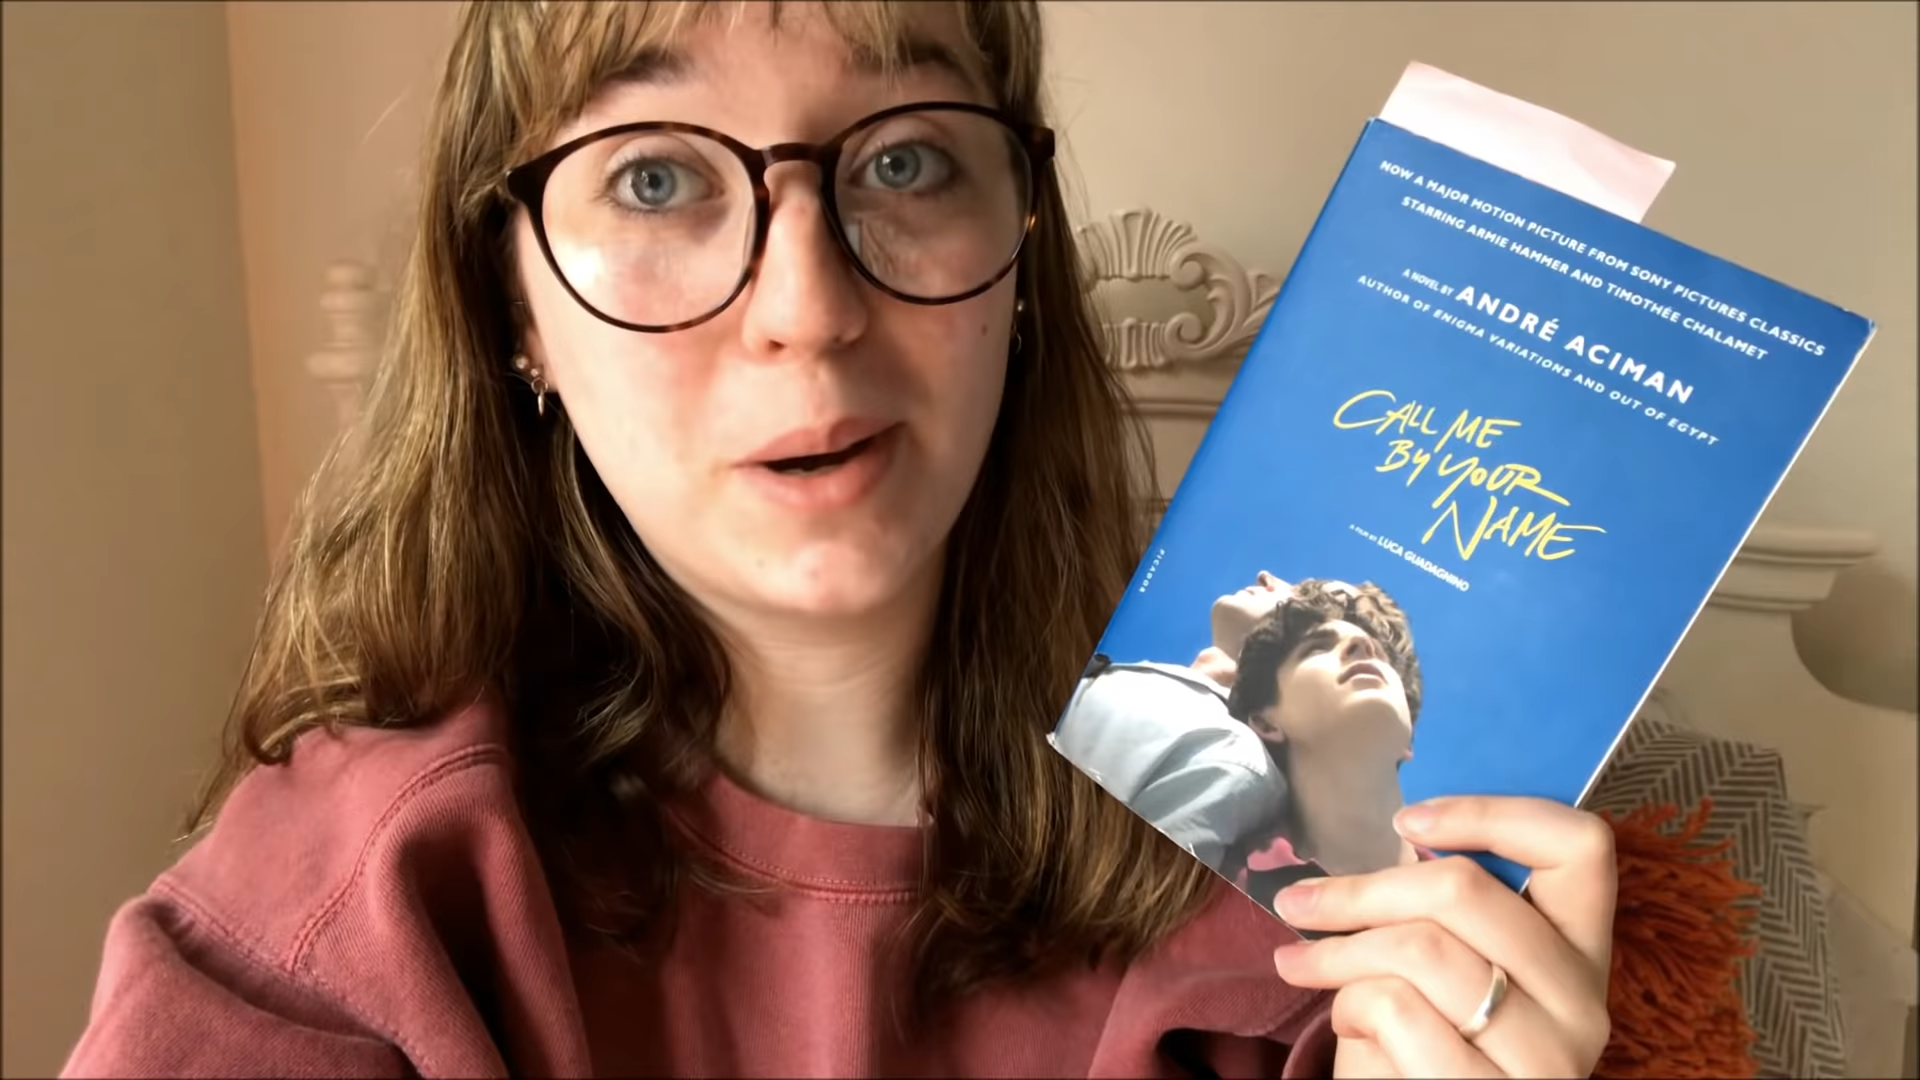 NOW A MAJOR MOTION PICTURE FROM SONY PICTURES CLASSICS
STARRING ARMIE HAMMER AND TIMOTHÉE CHALAMET
A NOVEL BY ANDRÉ ACIMAN
AUTHOR OF ENIGMA VARIATIONS AND OUT OF EGYPT
CALL ME
BY YOUR
NAME
A FILM BY LUCA GUADAGNINO
PICADOR